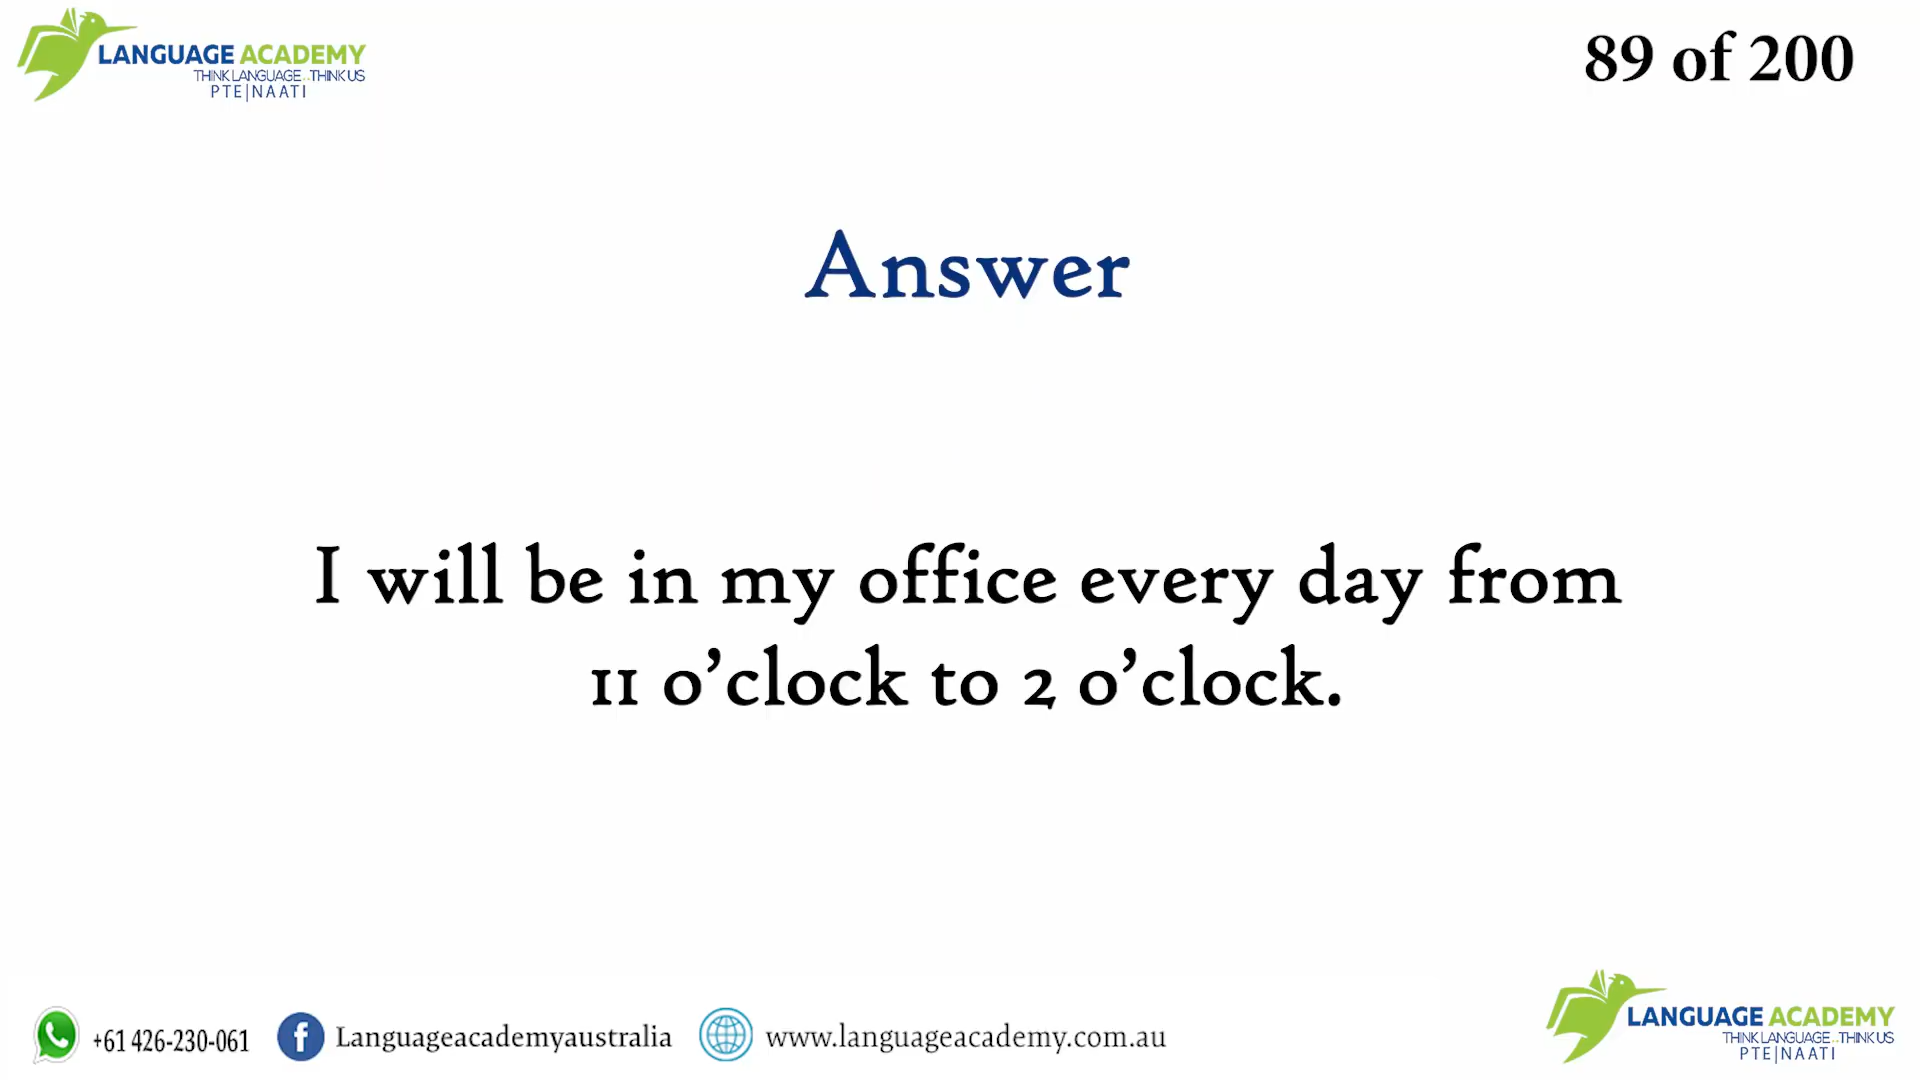 LANGUAGE ACADEMY
THINK LANGUAGE..THINK US
PTE|NAATI
89 of 200
Answer
I will be in my office every day from
11 o’clock to 2 o’clock.
+61 426-230-061
Languageacademyaustralia
www.languageacademy.com.au
LANGUAGE ACADEMY
THINK LANGUAGE..THINK US
PTE|NAATI